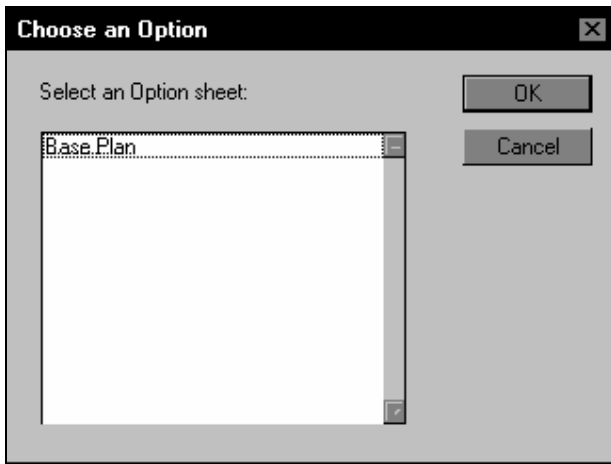 Choose an Option
Select an Option sheet:
OK
Base Plan
Cancel